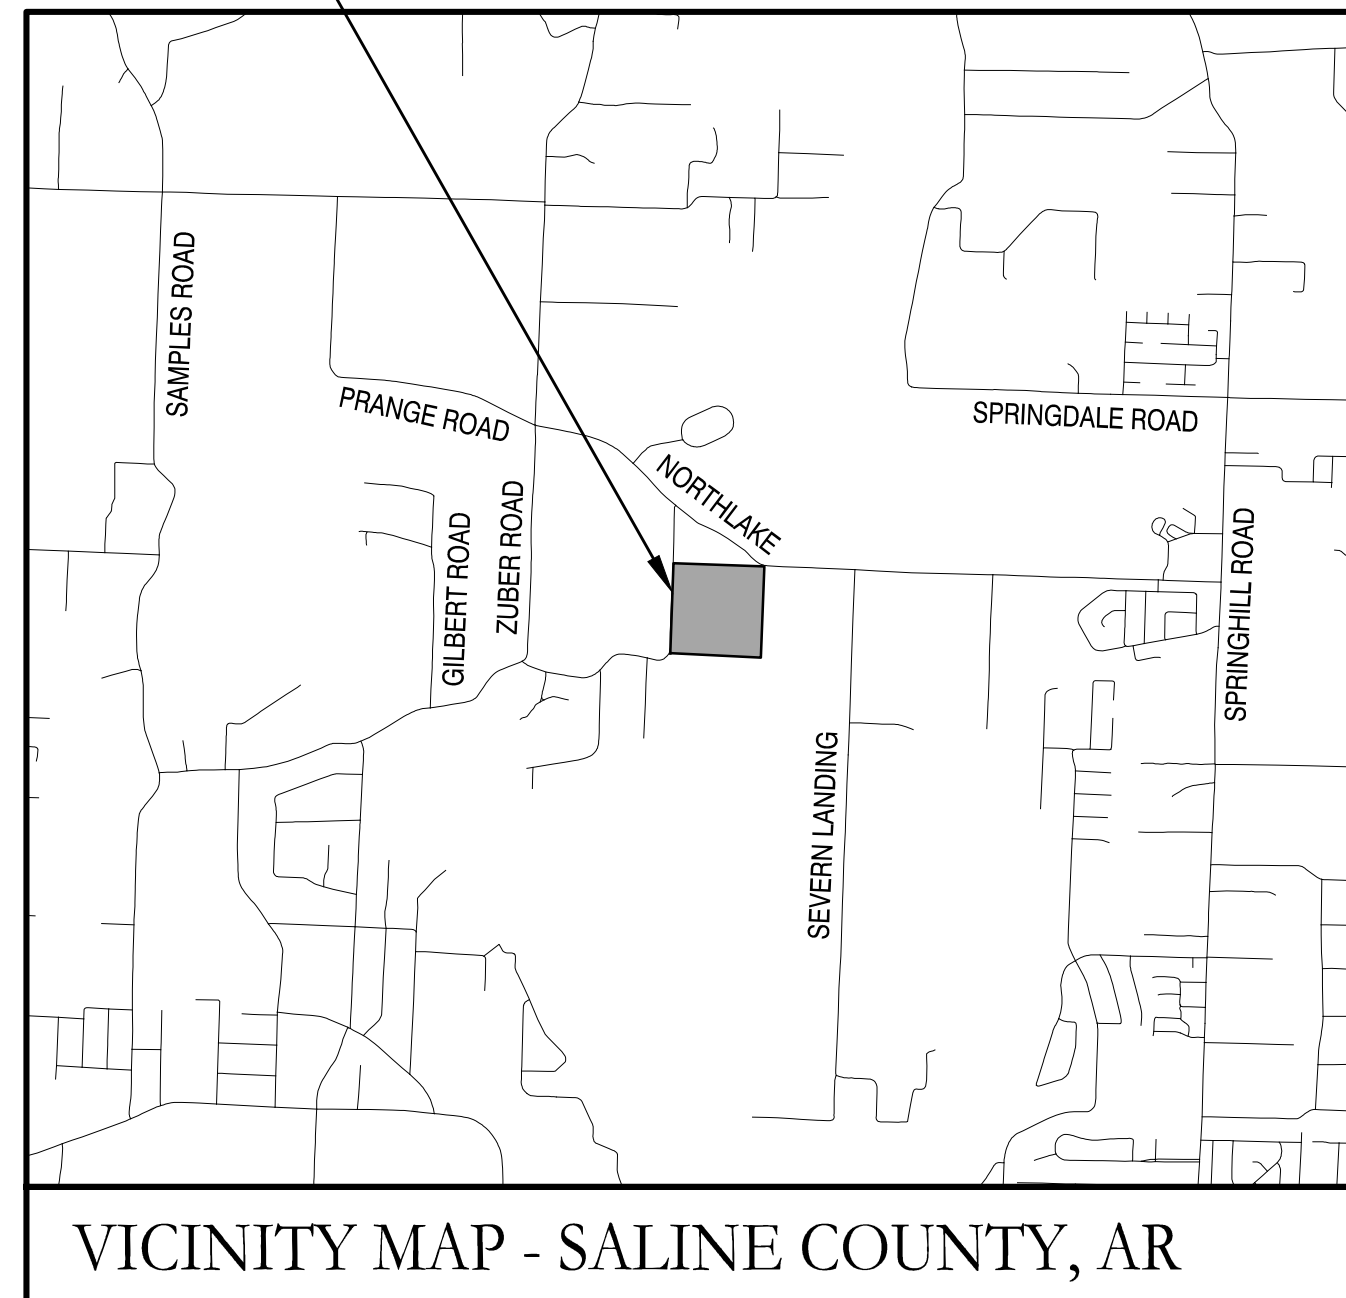 SAMPLES ROAD
PRANGE ROAD
SPRINGDALE ROAD
NORTHLAKE
GILBERT ROAD
ZUBER ROAD
SPRINGHILL ROAD
SEVERN LANDING
VICINITY MAP - SALINE COUNTY, AR